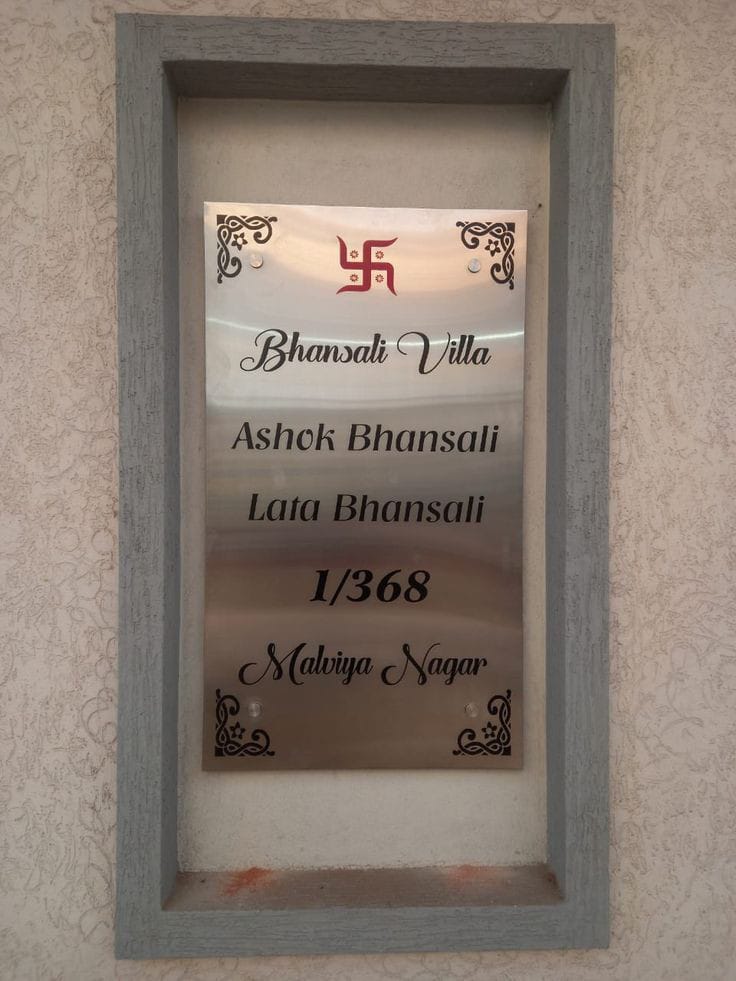 Bhansali Villa
Ashok Bhansali
Lata Bhansali
1/368
Malviya Nagar